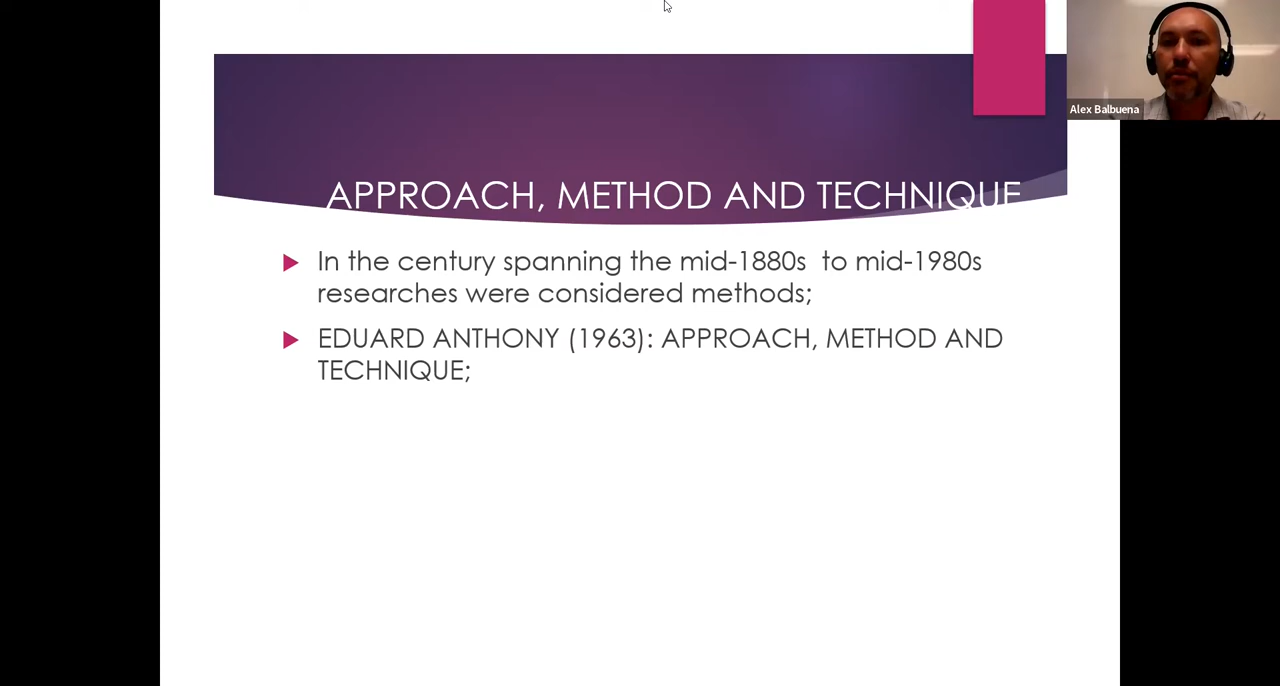 Alex Balbuena
APPROACH, METHOD AND TECHNIQUE
In the century spanning the mid-1880s to mid-1980s
researches were considered methods;
EDUARD ANTHONY (1963): APPROACH, METHOD AND
TECHNIQUE;